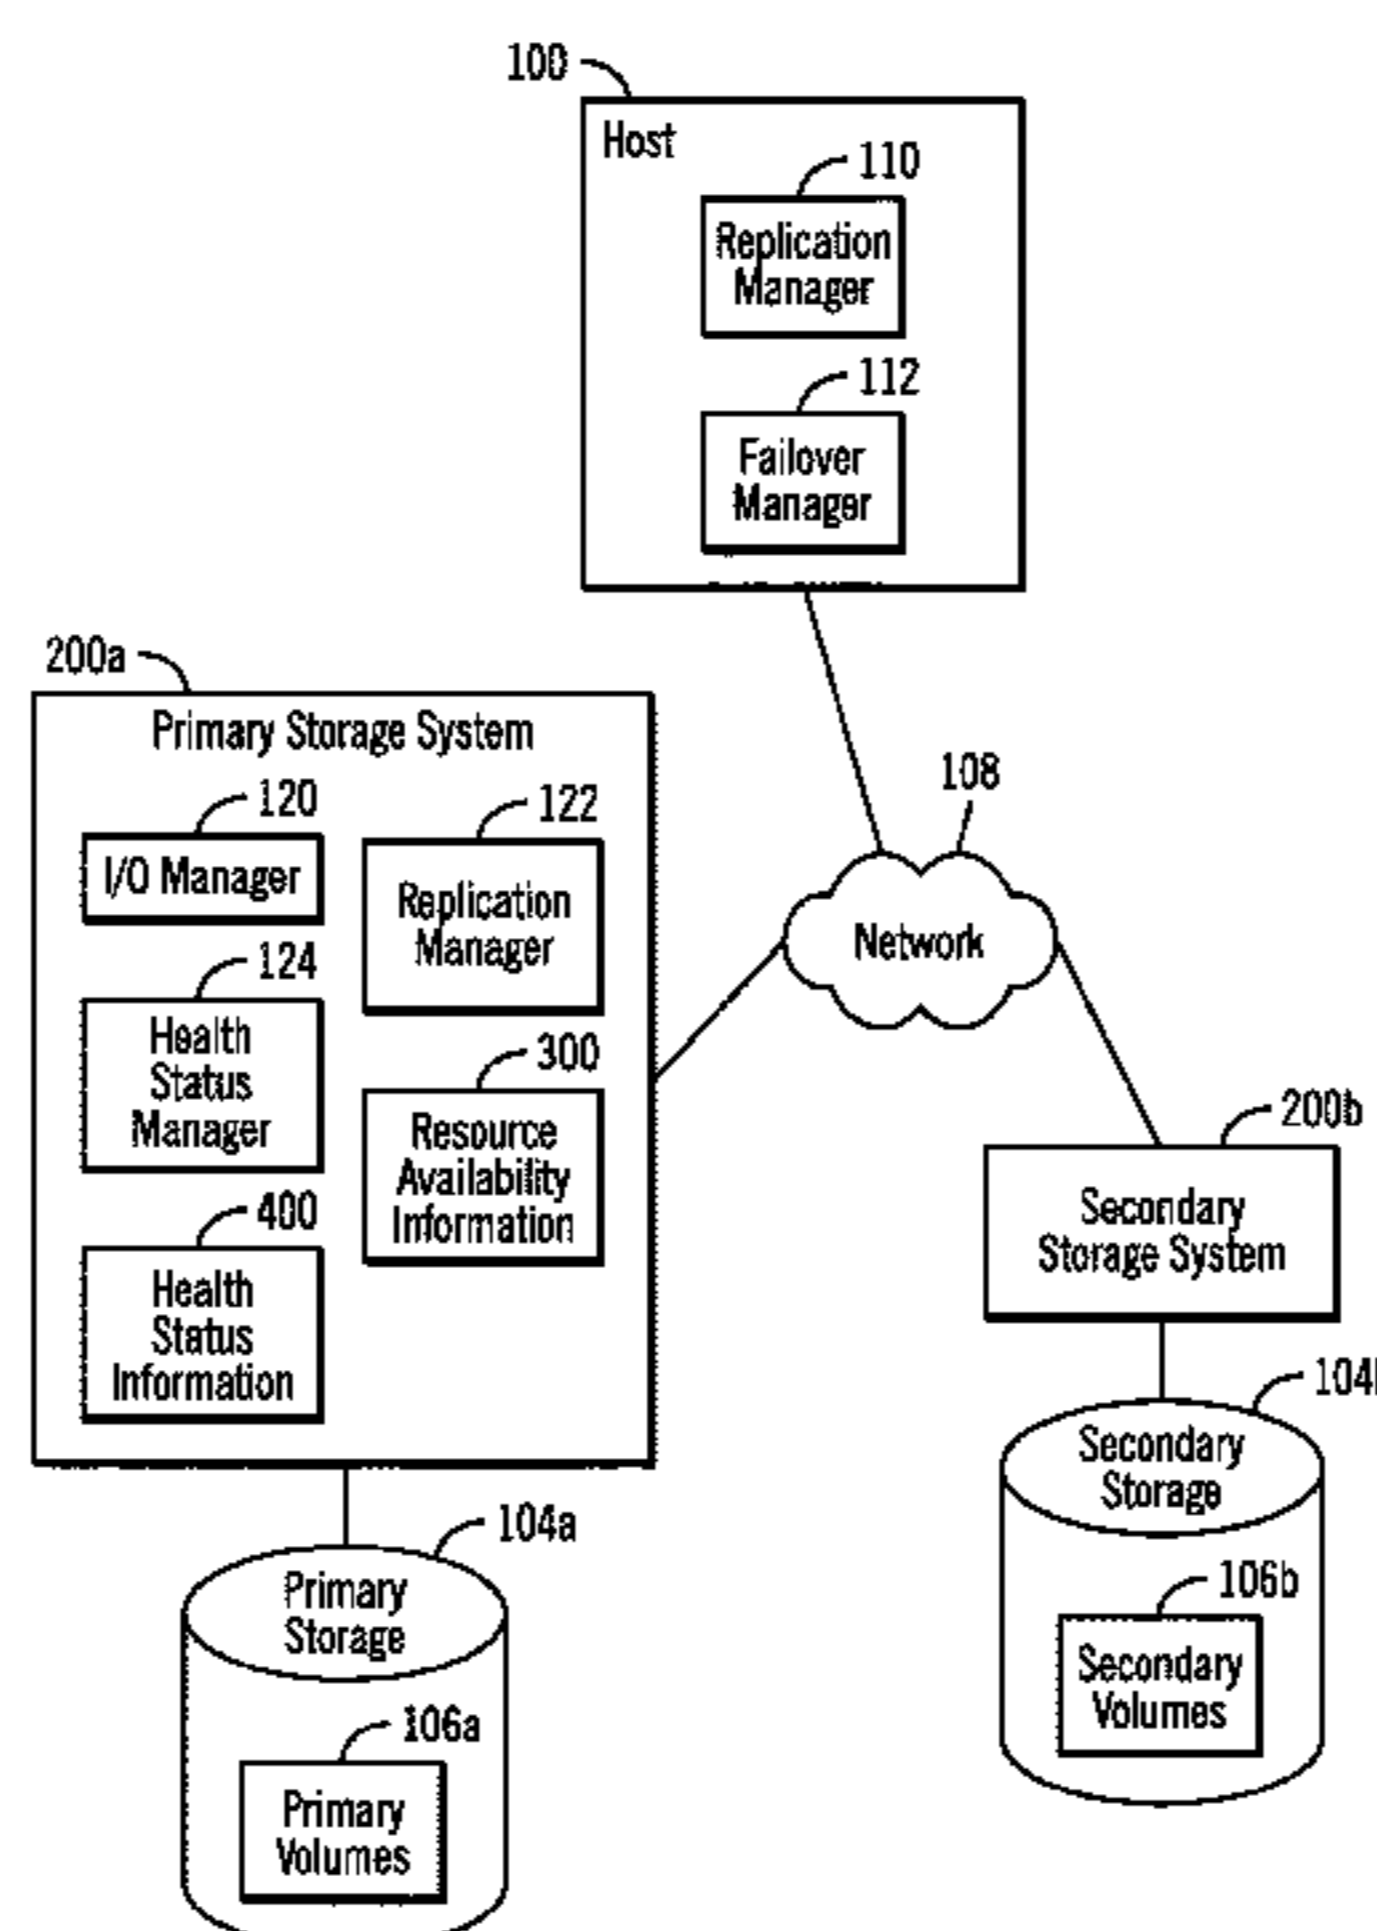 100
Host
110
Replication
Manager
112
Failover
Manager
200a
Primary Storage System
120
I/O Manager
122
Replication
Manager
124
Health
Status
Manager
300
Resource
Availability
Information
400
Health
Status
Information
108
Network
200b
Secondary
Storage System
104a
Primary
Storage
106a
Primary
Volumes
104
Secondary
Storage
106b
Secondary
Volumes